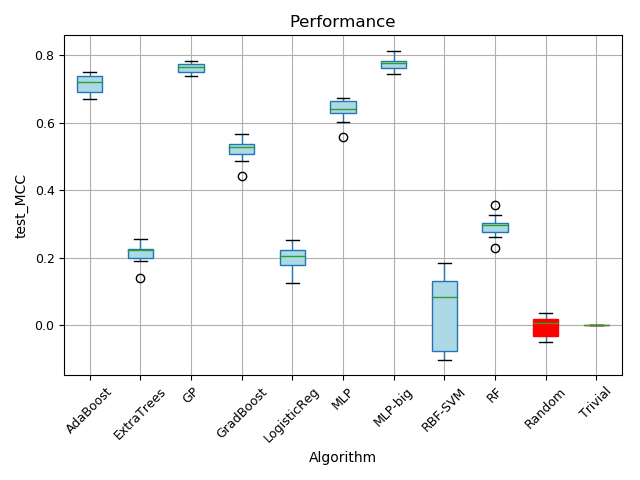 Performance
test_MCC
0.8
0.6
0.4
0.2
0.0
AdaBoost
ExtraTrees
GP
GradBoost
LogisticReg
MLP
MLP-big
RBF-SVM
RF
Random
Trivial
Algorithm